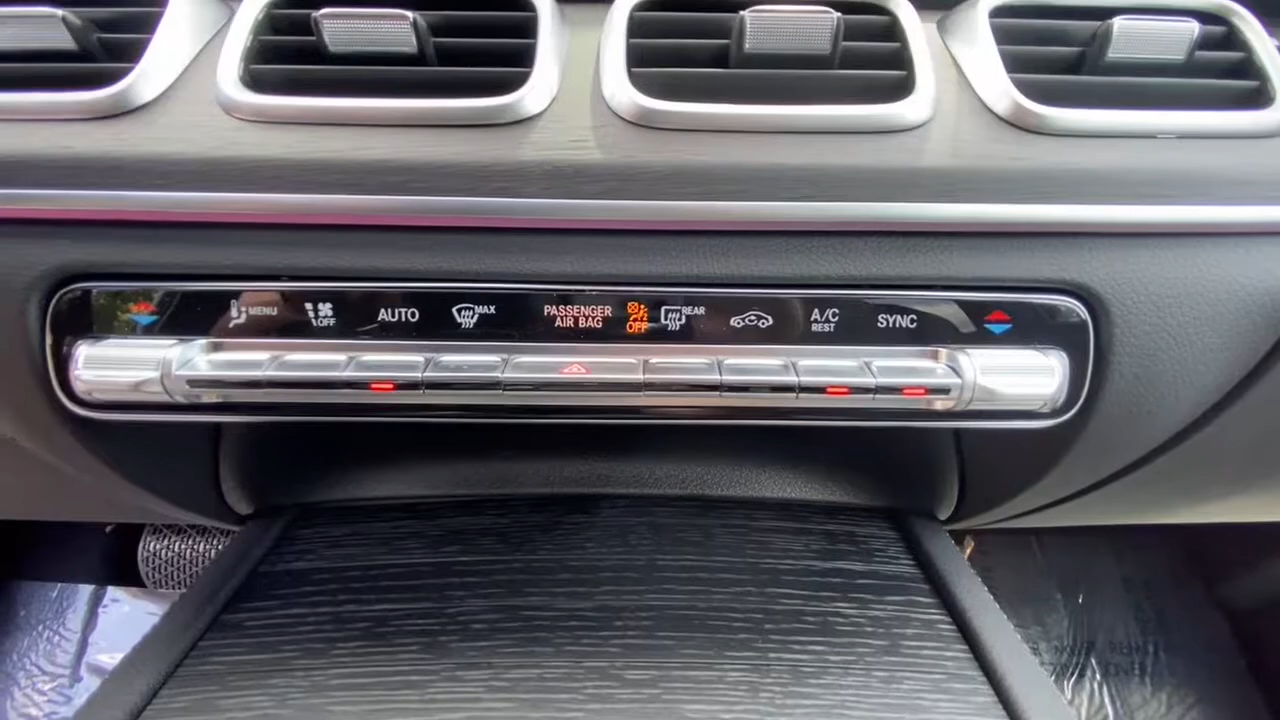 MENU
OFF
AUTO
MAX
PASSENGER
AIR BAG
OFF
REAR
A/C
REST
SYNC